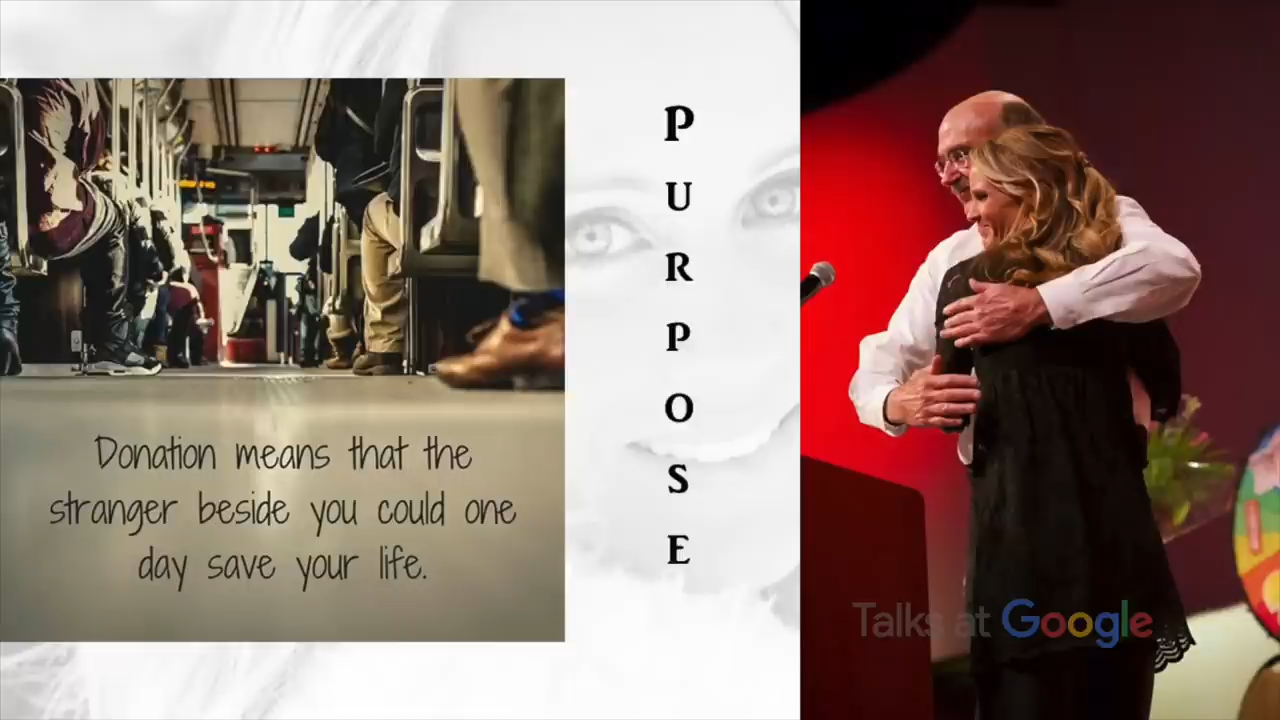 Donation means that the
stranger beside you could one
day save your life.
P
U
R
P
O
S
E
Talks at Google